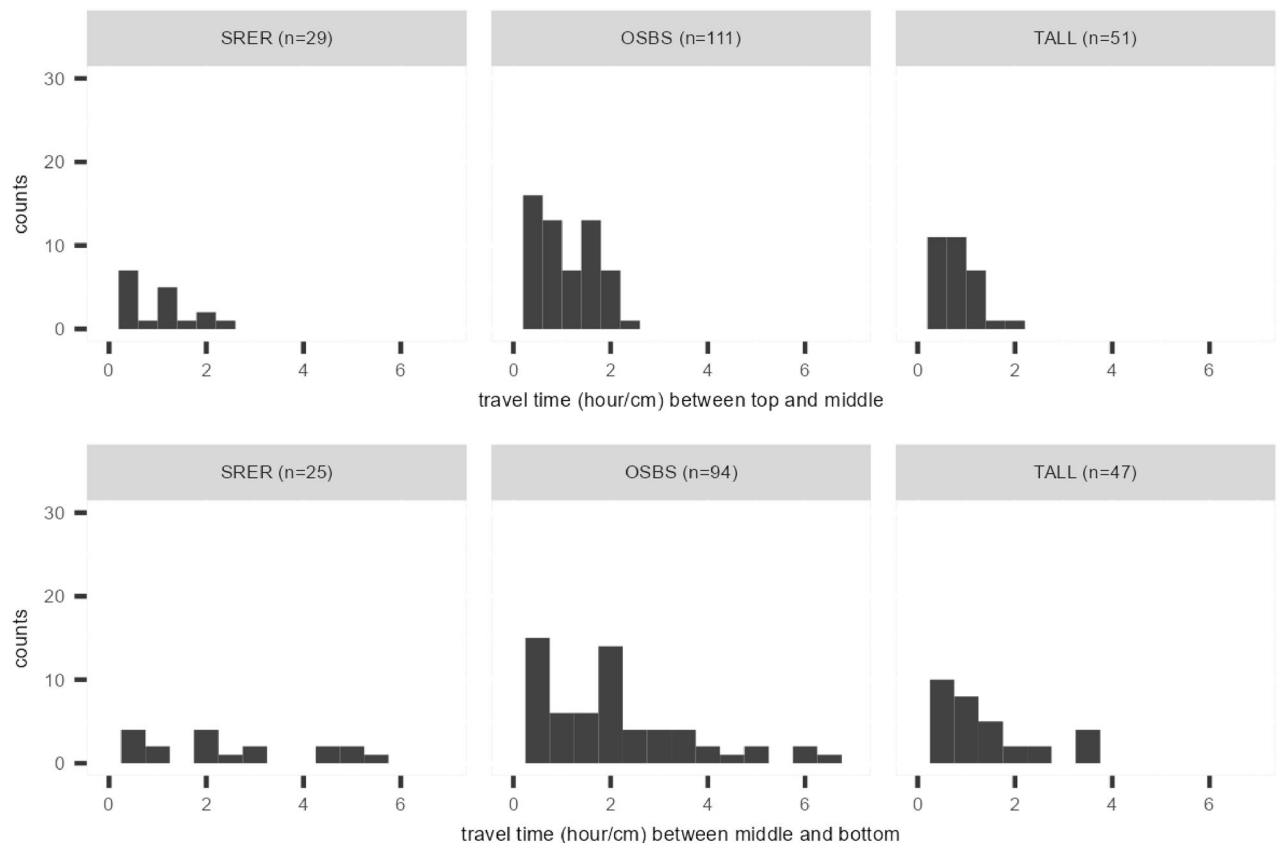 SRER (n=29) OSBS (n=111) TALL (n=51)
30
20
10
0
counts
0 2 4 6 0 2 4 6 0 2 4 6
travel time (hour/cm) between top and middle
SRER (n=25) OSBS (n=94) TALL (n=47)
30
20
10
0
counts
0 2 4 6 0 2 4 6 0 2 4 6
travel time (hour/cm) between middle and bottom